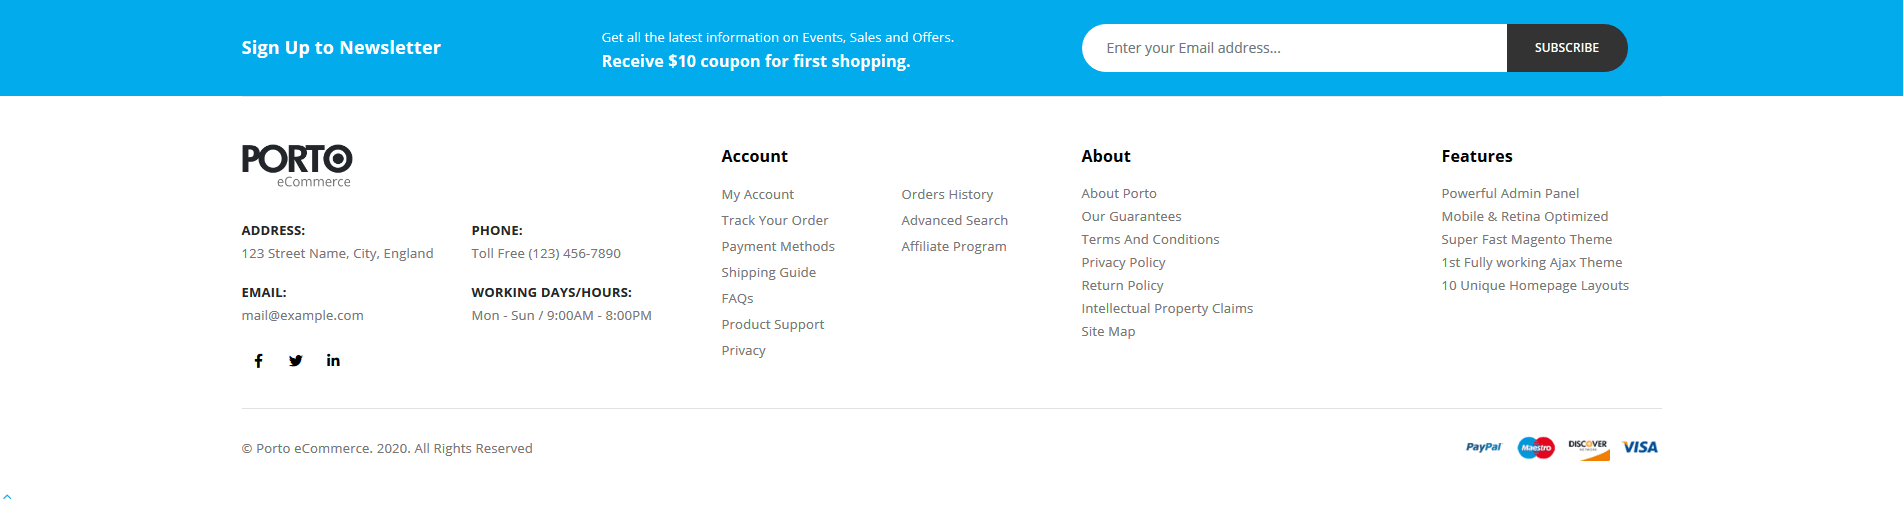 Sign Up to Newsletter
Get all the latest information on Events, Sales and Offers.
Receive $10 coupon for first shopping.
Enter your Email address...
SUBSCRIBE
PORTO
eCommerce
ADDRESS:
123 Street Name, City, England
PHONE:
Toll Free (123) 456-7890
EMAIL:
mail@example.com
WORKING DAYS/HOURS:
Mon - Sun / 9:00AM - 8:00PM
Account
My Account
Track Your Order
Payment Methods
Shipping Guide
FAQs
Product Support
Privacy
Orders History
Advanced Search
Affiliate Program
About
About Porto
Our Guarantees
Terms And Conditions
Privacy Policy
Return Policy
Intellectual Property Claims
Site Map
Features
Powerful Admin Panel
Mobile & Retina Optimized
Super Fast Magento Theme
1st Fully working Ajax Theme
10 Unique Homepage Layouts
© Porto eCommerce. 2020. All Rights Reserved
PayPal
Maestro
DISCOVER
NETWORK
VISA